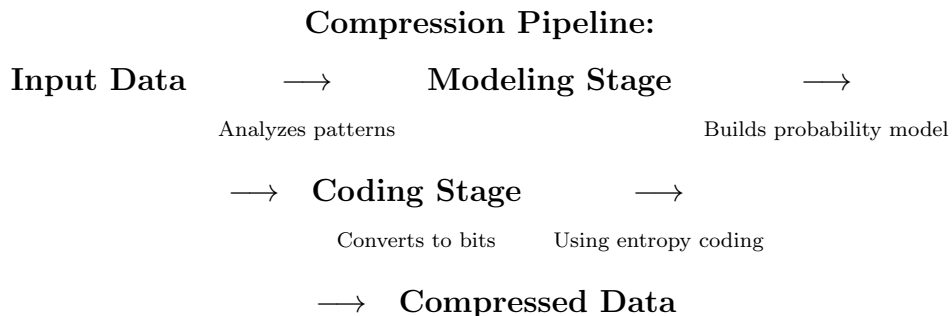 Compression Pipeline:
Input Data ⟶ Modeling Stage ⟶
Analyzes patterns Builds probability model
⟶ Coding Stage ⟶
Converts to bits Using entropy coding
⟶ Compressed Data